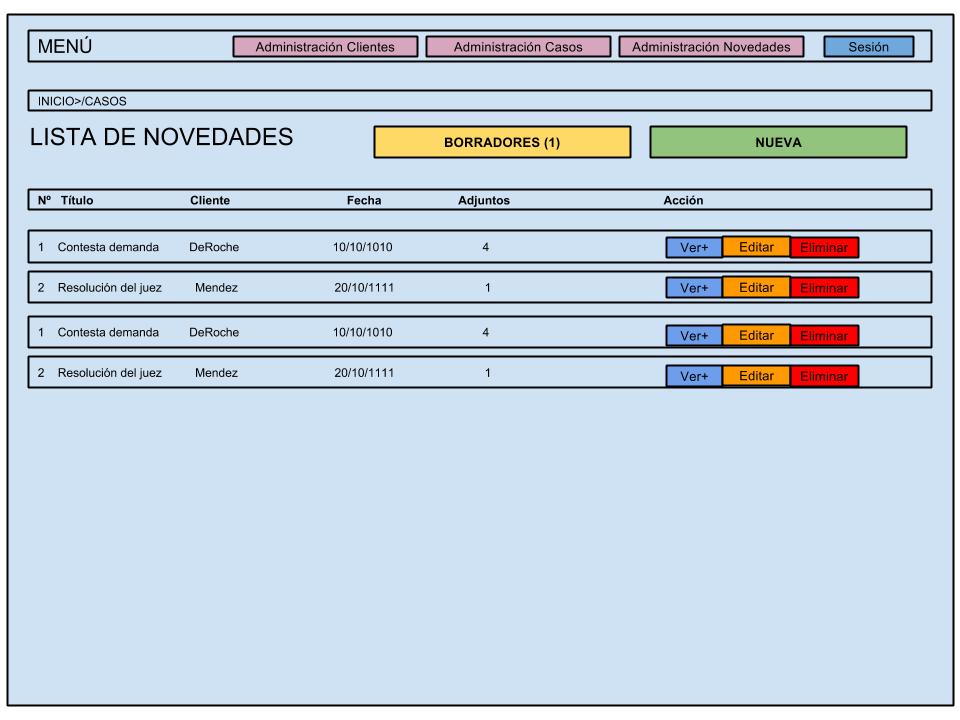 MENÚ Administración Clientes Administración Casos Administración Novedades Sesión
INICIO>/CASOS
LISTA DE NOVEDADES BORRADORES (1) NUEVA
Nº Título Cliente Fecha Adjuntos Acción
1 Contesta demanda DeRoche 10/10/1010 4 Ver+ Editar Eliminar
2 Resolución del juez Mendez 20/10/1111 1 Ver+ Editar Eliminar
1 Contesta demanda DeRoche 10/10/1010 4 Ver+ Editar Eliminar
2 Resolución del juez Mendez 20/10/1111 1 Ver+ Editar Eliminar